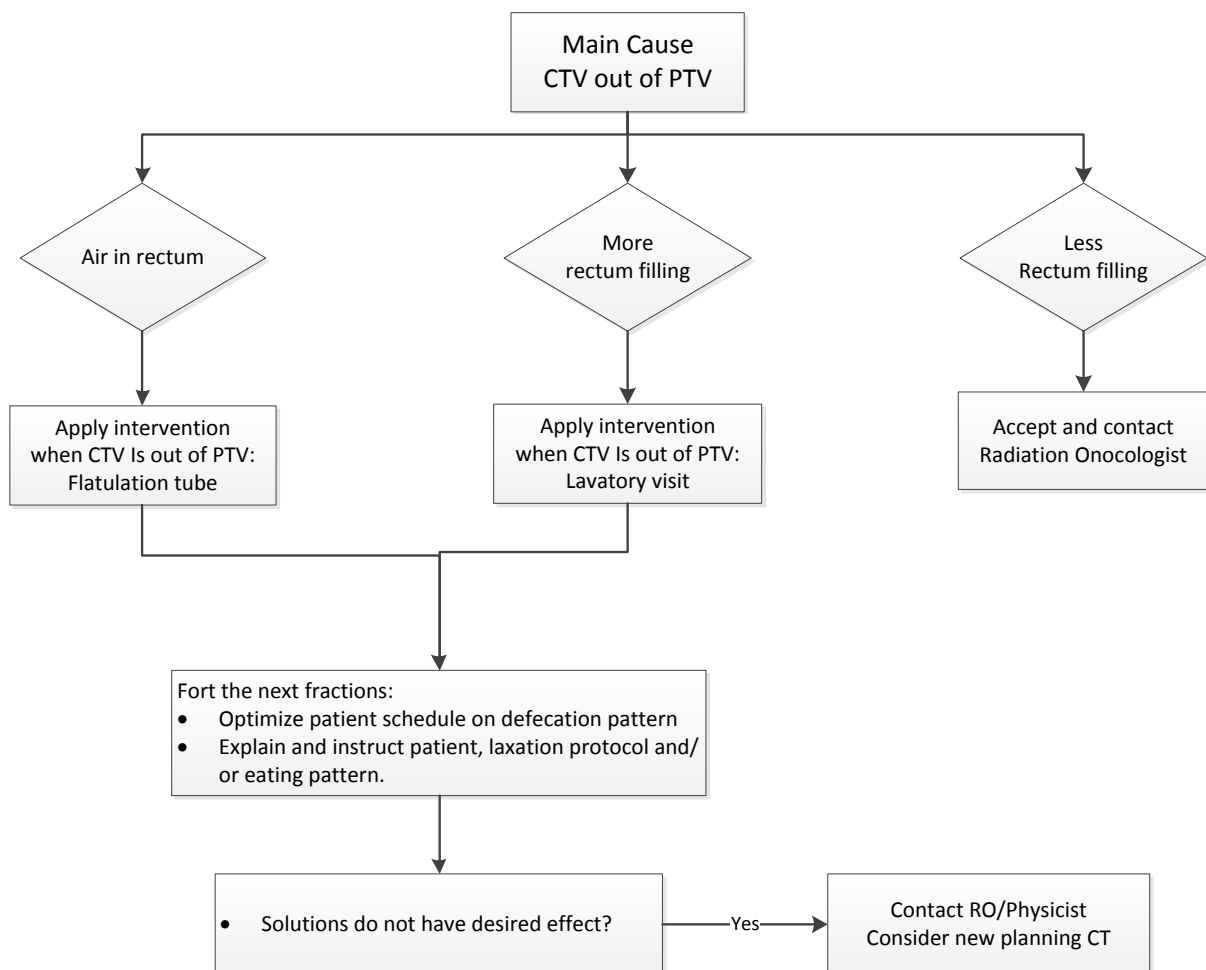 Main Cause
CTV out of PTV
Air in rectum
More
rectum filling
Less
Rectum filling
Apply intervention
when CTV Is out of PTV:
Flatulation tube
Apply intervention
when CTV Is out of PTV:
Lavatory visit
Accept and contact
Radiation Onocologist
Fort the next fractions:
• Optimize patient schedule on defecation pattern
• Explain and instruct patient, laxation protocol and/
or eating pattern.
• Solutions do not have desired effect?
Yes
Contact RO/Physicist
Consider new planning CT